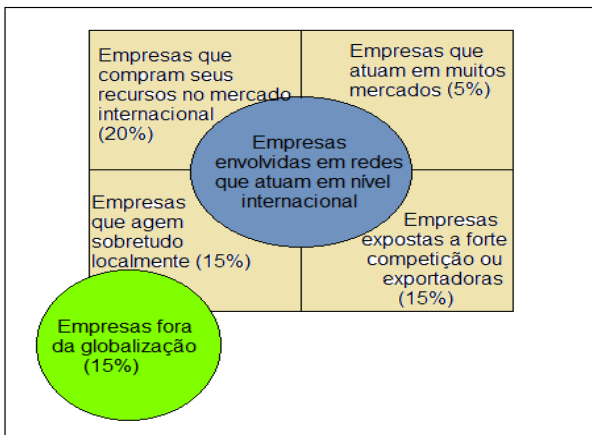 Empresas que
compram seus
recursos no mercado
internacional
(20%)
Empresas que
atuam em muitos
mercados (5%)
Empresas
envolvidas em redes
que atuam em nível
internacional
Empresas
que agem
sobretudo
localmente (15%)
Empresas
expostas a forte
competição ou
exportadoras
(15%)
Empresas fora
da globalização
(15%)